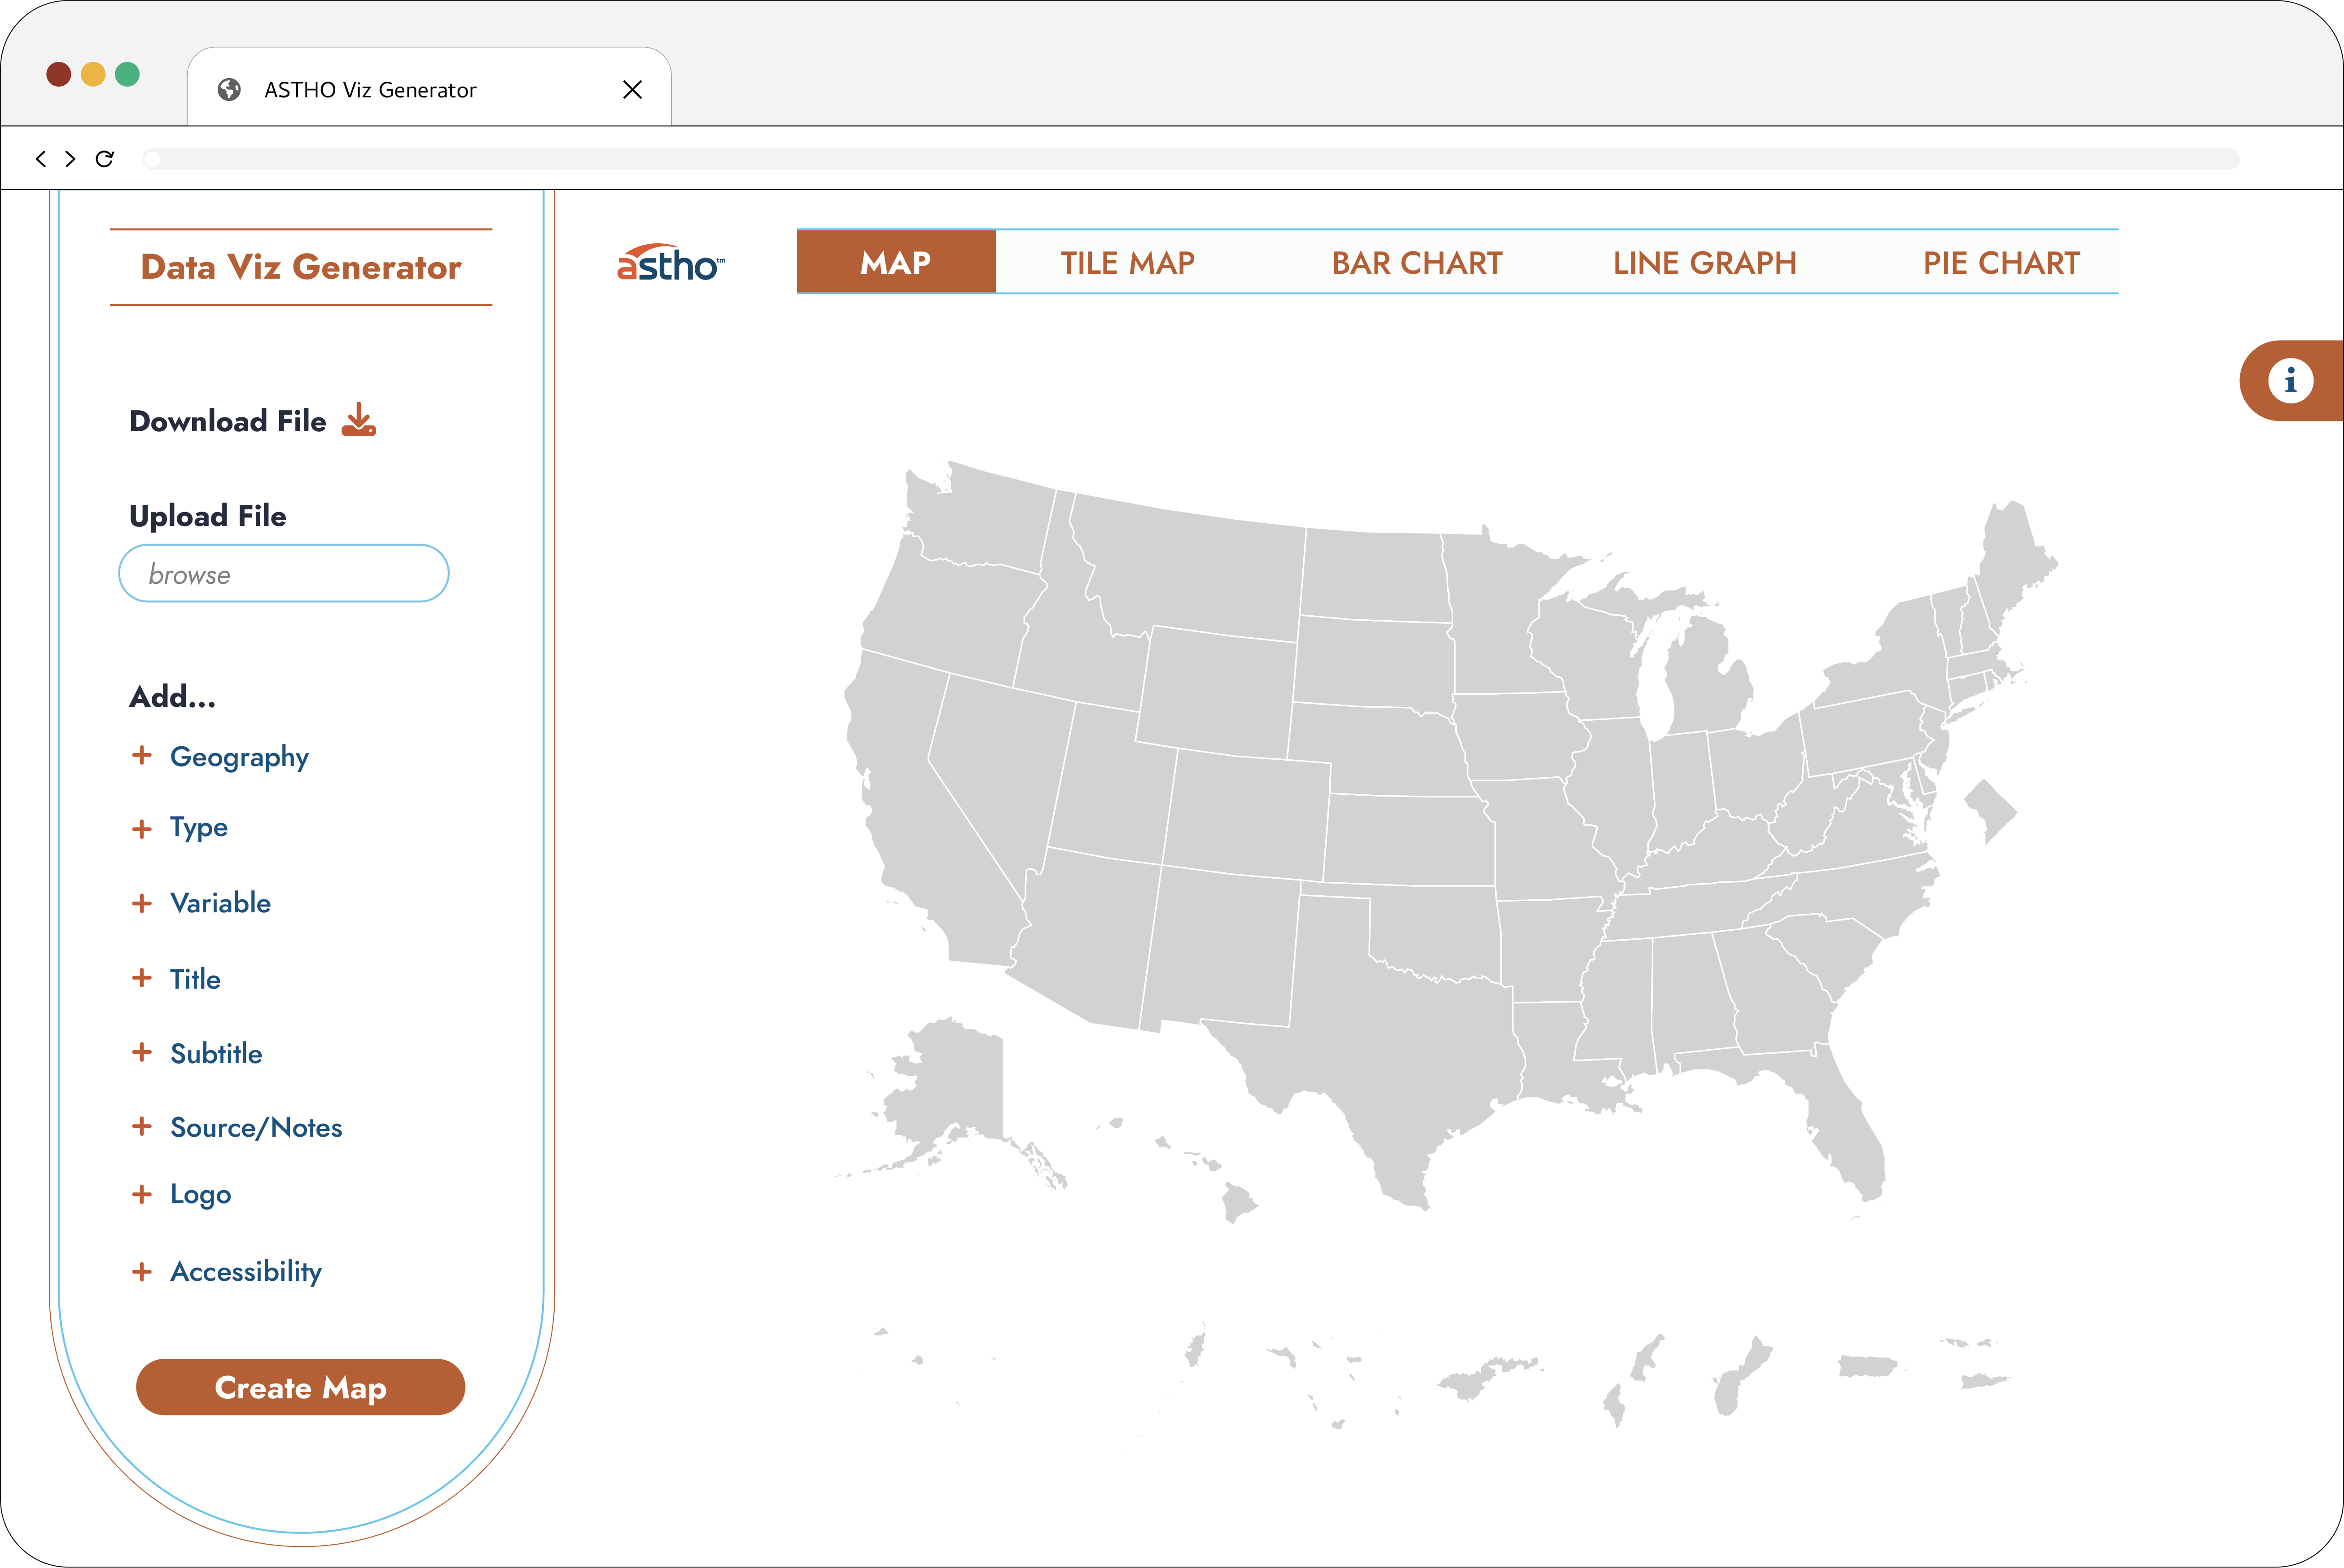 ASTHO Viz Generator
Data Viz Generator
astho™
MAP
TILE MAP
BAR CHART
LINE GRAPH
PIE CHART
i
Download File
Upload File
browse
Add...
+ Geography
+ Type
+ Variable
+ Title
+ Subtitle
+ Source/Notes
+ Logo
+ Accessibility
Create Map